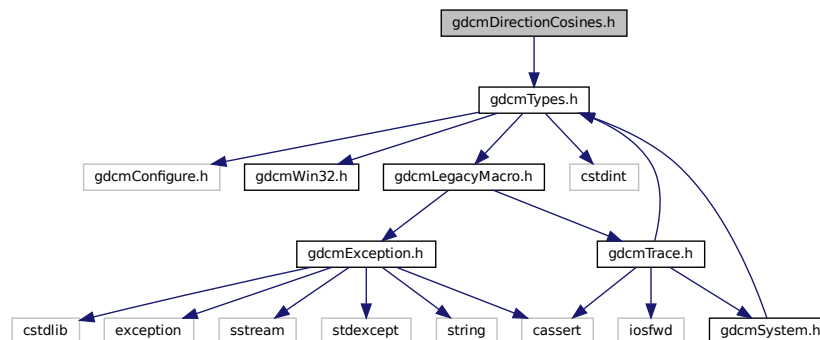 gdcmDirectionCosines.h
gdcmTypes.h
gdcmConfigure.h
gdcmWin32.h
gdcmLegacyMacro.h
cstdint
gdcmException.h
gdcmTrace.h
cstdlib
exception
sstream
stdexcept
string
cassert
iosfwd
gdcmSystem.h